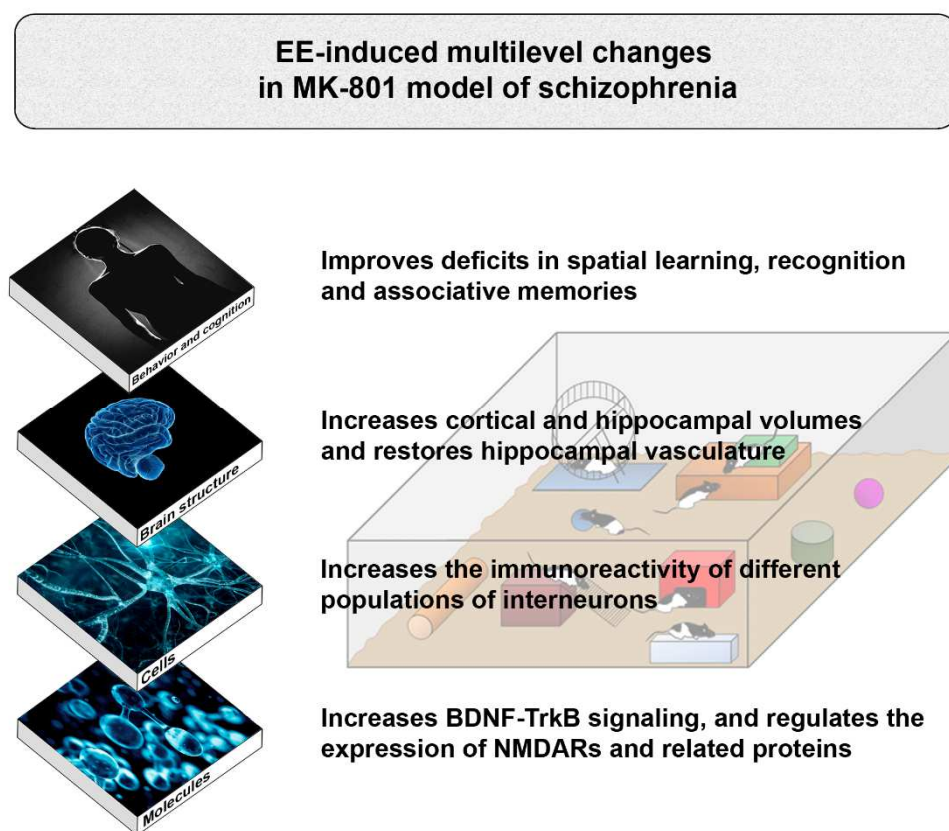 EE-induced multilevel changes
in MK-801 model of schizophrenia
Improves deficits in spatial learning, recognition
and associative memories
Behavior and cognition
Increases cortical and hippocampal volumes
and restores hippocampal vasculature
Brain structure
Increases the immunoreactivity of different
populations of interneurons
Cells
Increases BDNF-TrkB signaling, and regulates the
expression of NMDARs and related proteins
Molecules